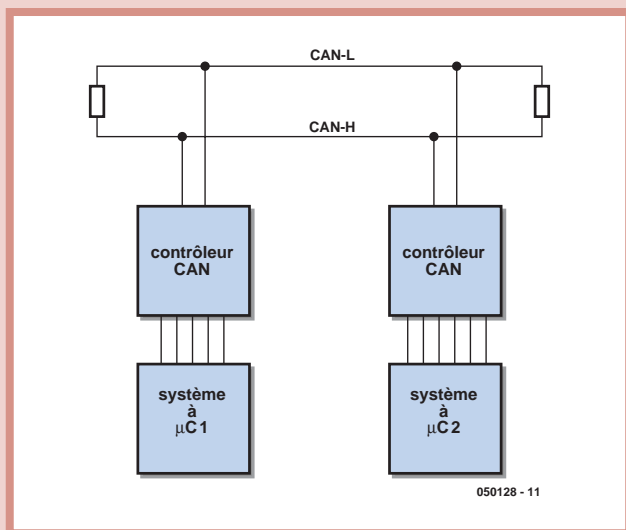 CAN-L
CAN-H
contrôleur
CAN
contrôleur
CAN
système
à
µC1
système
à
µC2
050128 - 11